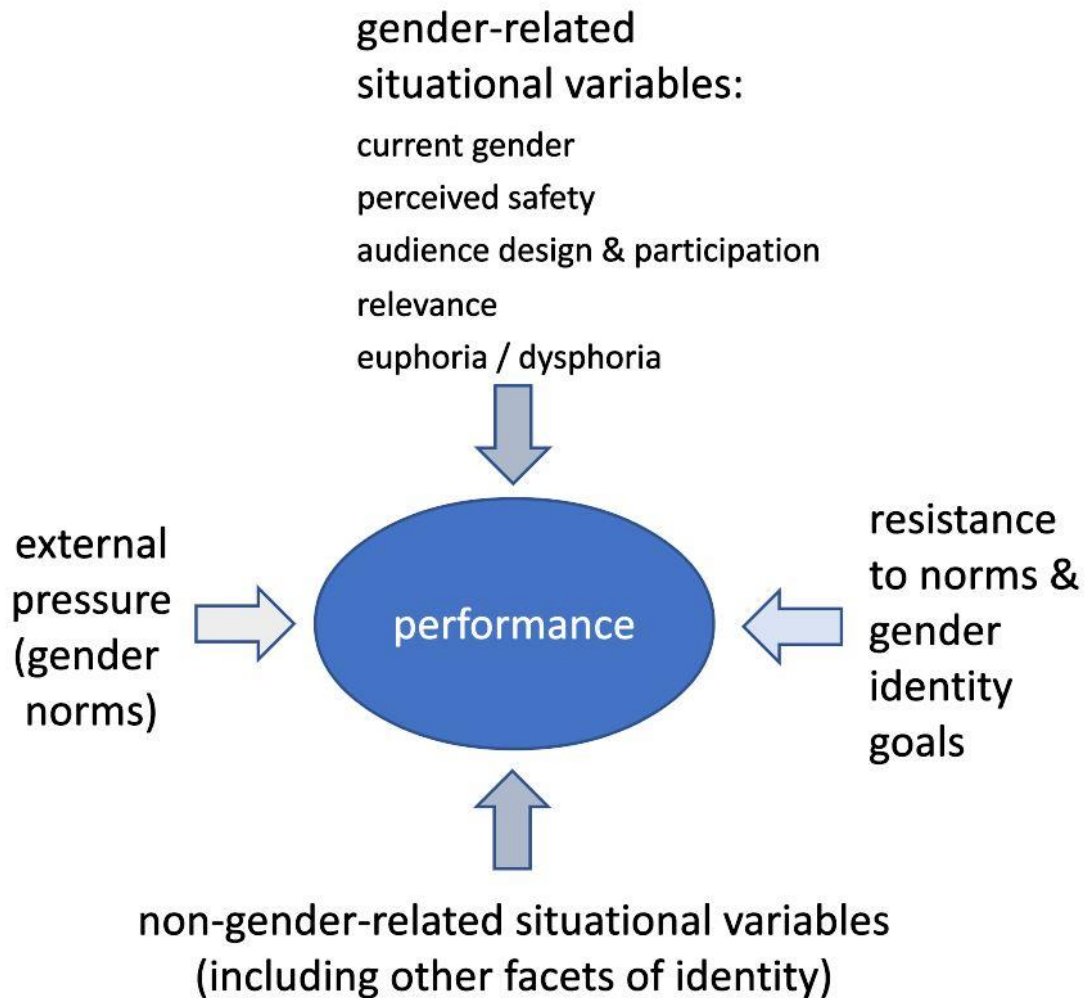 gender-related
situational variables:
current gender
perceived safety
audience design & participation
relevance
euphoria / dysphoria
external
pressure
(gender
norms)
performance
resistance
to norms &
gender
identity
goals
non-gender-related situational variables
(including other facets of identity)